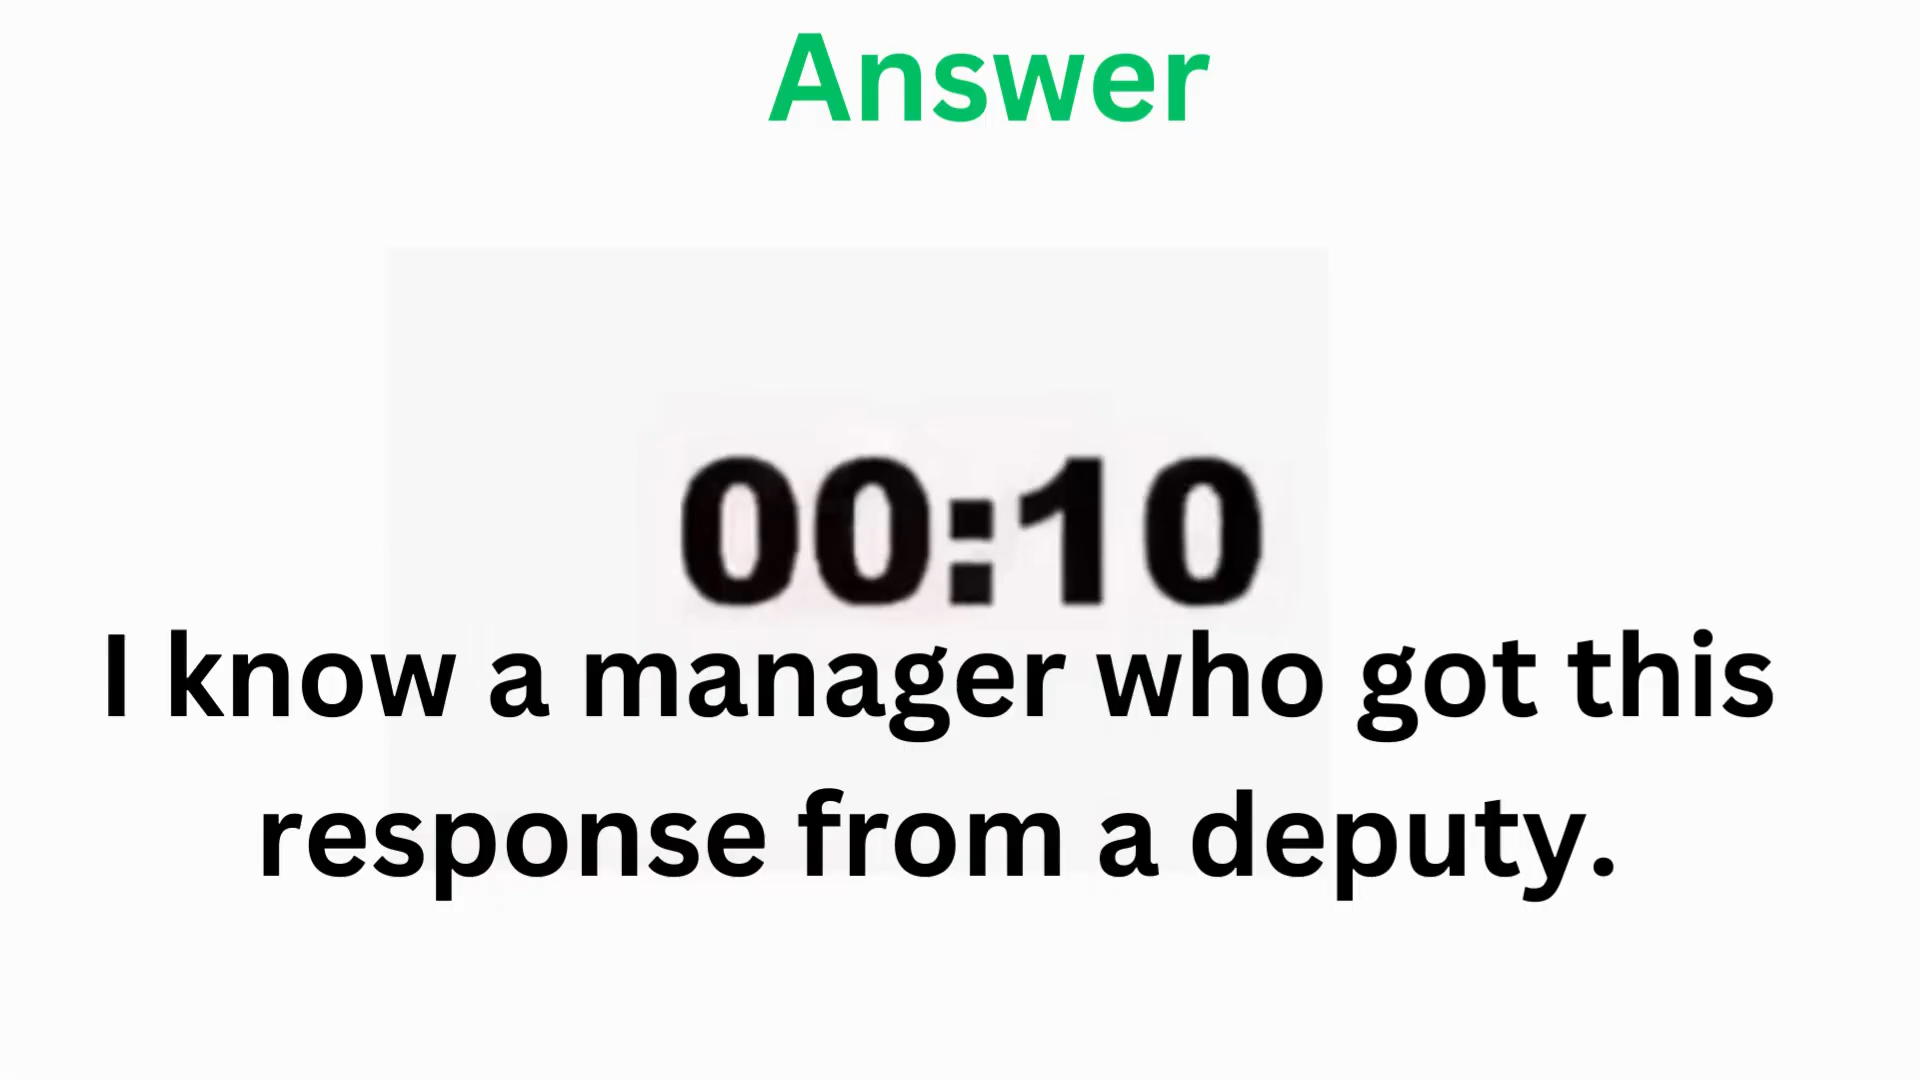 Answer
00:10
I know a manager who got this
response from a deputy.